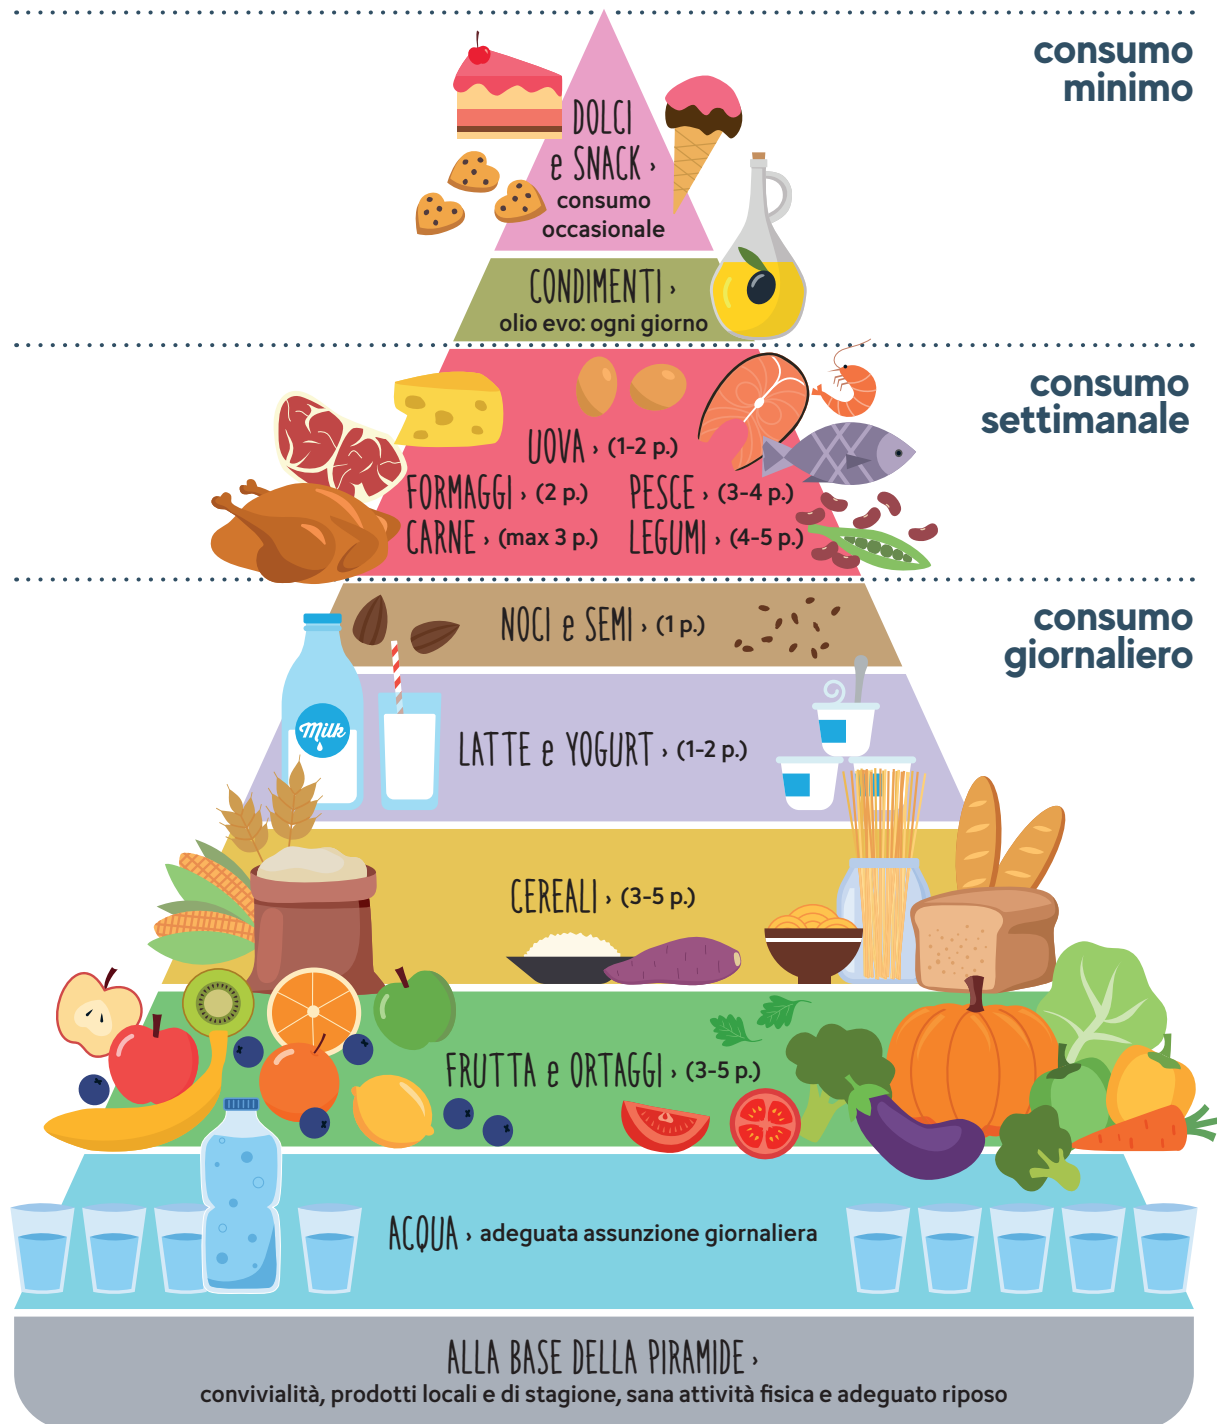 consumo
minimo
DOLCI
e SNACK ›
consumo
occasionale
CONDIMENTI ›
olio evo: ogni giorno
consumo
settimanale
UOVA › (1-2 p.)
FORMAGGI › (2 p.) PESCE › (3-4 p.)
CARNE › (max 3 p.) LEGUMI › (4-5 p.)
consumo
giornaliero
NOCI e SEMI › (1 p.)
Milk
LATTE e YOGURT › (1-2 p.)
CEREALI › (3-5 p.)
FRUTTA e ORTAGGI › (3-5 p.)
ACQUA › adeguata assunzione giornaliera
ALLA BASE DELLA PIRAMIDE ›
convivialità, prodotti locali e di stagione, sana attività fisica e adeguato riposo